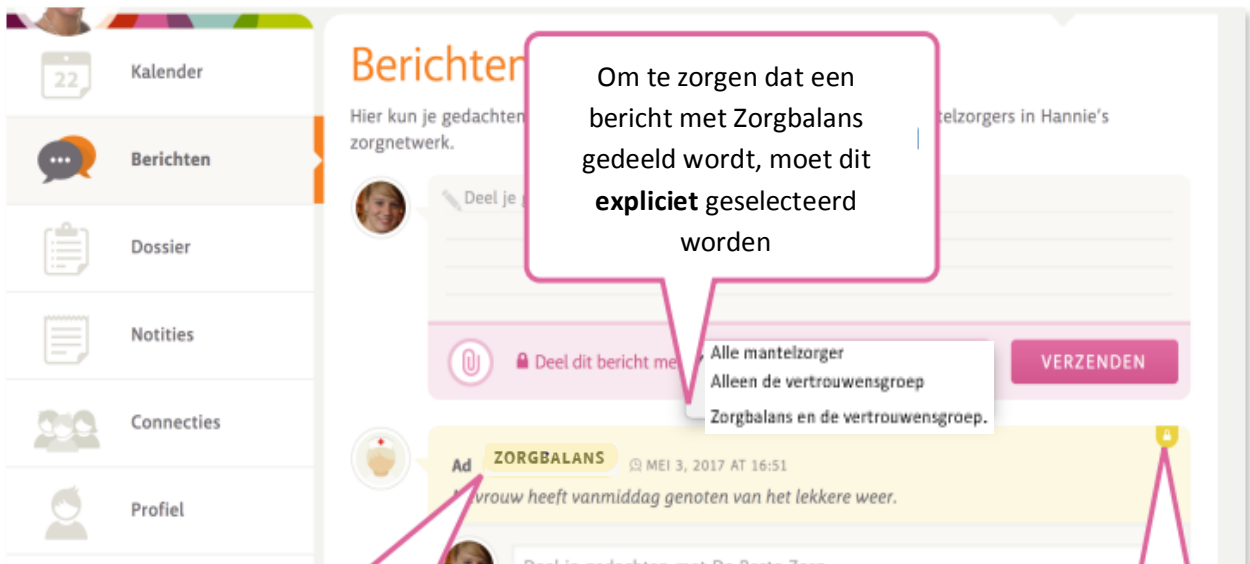 22
Kalender
Berichten
Dossier
Notities
Connecties
Profiel
Berichten
Hier kun je gedachten
telzorgers in Hannie's
zorgnetwerk.
Om te zorgen dat een
bericht met Zorgbalans
gedeeld wordt, moet dit
expliciet geselecteerd
worden
Deel je
Deel dit bericht me
Alle mantelzorger
Alleen de vertrouwensgroep
Zorgbalans en de vertrouwensgroep.
VERZENDEN
Ad ZORGBALANS MEI 3, 2017 AT 16:51
vrouw heeft vanmiddag genoten van het lekkere weer.